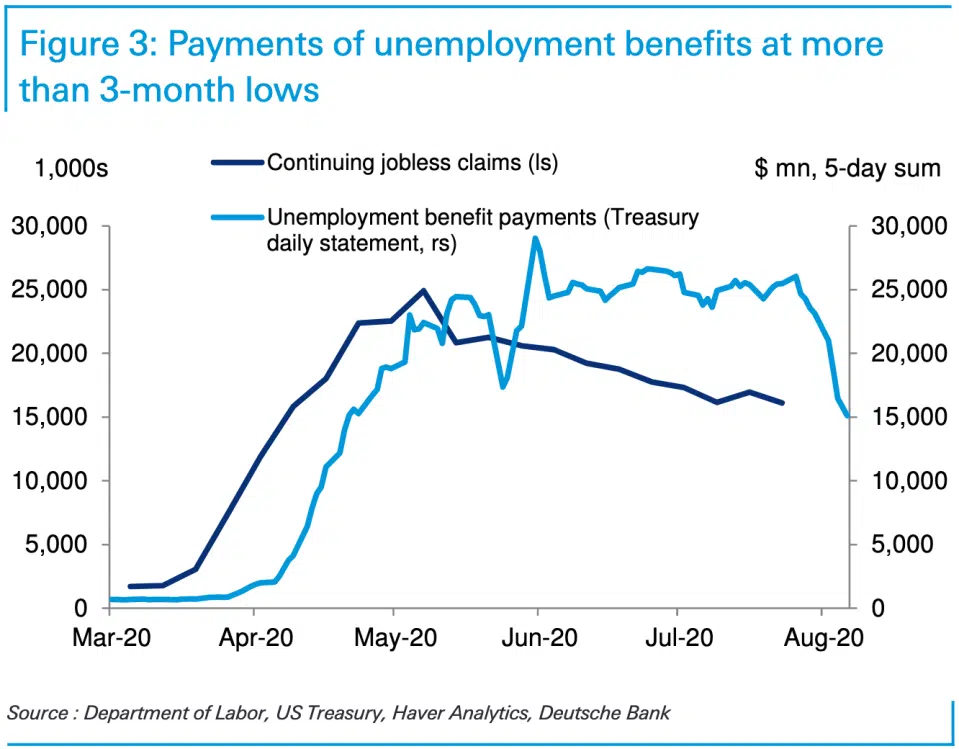 Figure 3: Payments of unemployment benefits at more
than 3-month lows
1,000s
Continuing jobless claims (ls)
$ mn, 5-day sum
Unemployment benefit payments (Treasury
daily statement, rs)
30,000
30,000
25,000
25,000
20,000
20,000
15,000
15,000
10,000
10,000
5,000
5,000
0
0
Mar-20 Apr-20 May-20 Jun-20 Jul-20 Aug-20
Source : Department of Labor, US Treasury, Haver Analytics, Deutsche Bank